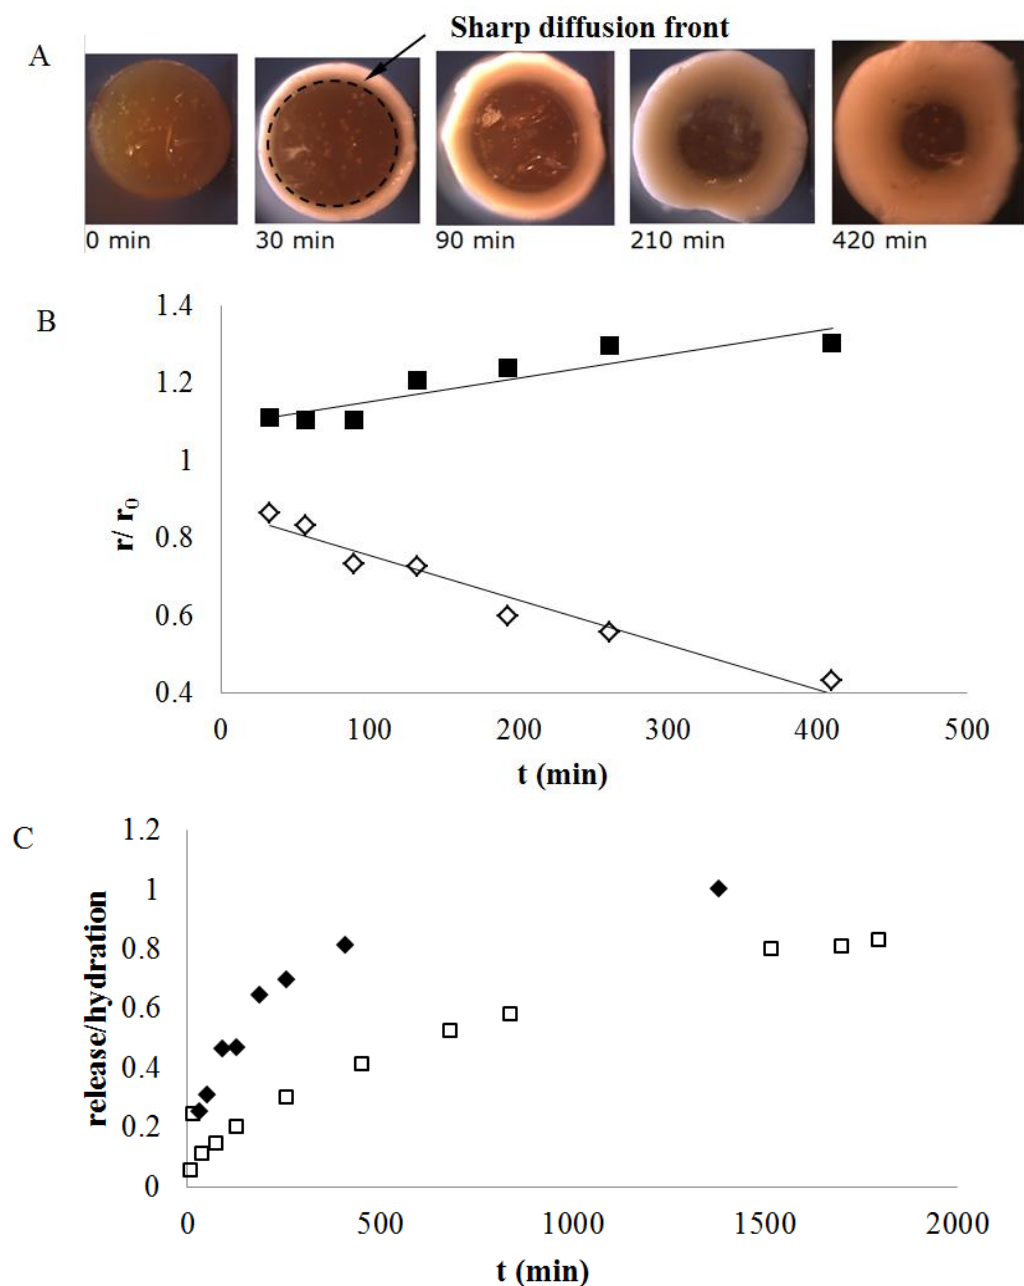 Sharp diffusion front
A
0 min
30 min
90 min
210 min
420 min
B
1.4
1.2
1
0.8
0.6
0.4
r/ r₀
0
100
200
300
400
500
t (min)
C
1.2
1
0.8
0.6
0.4
0.2
0
release/hydration
0
500
1000
1500
2000
t (min)